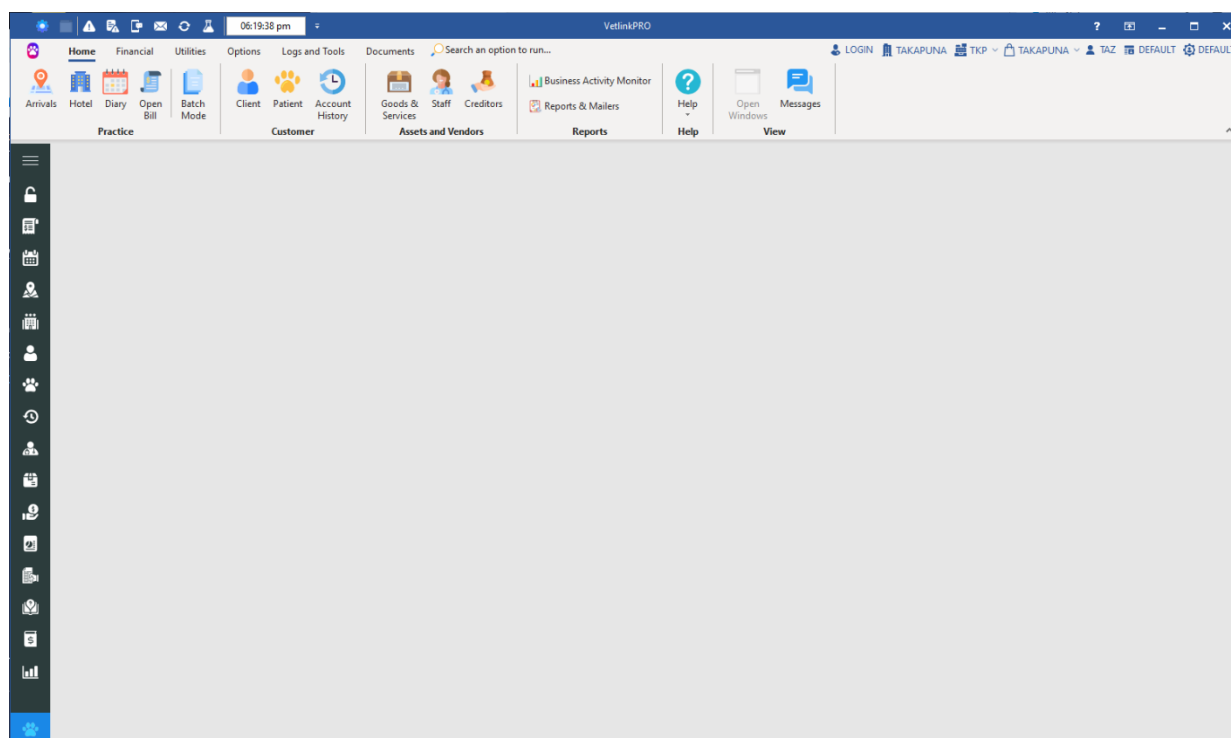 06:19:38 pm
VetlinkPRO
?
Home Financial Utilities Options Logs and Tools Documents Search an option to run...
LOGIN TAKAPUNA TKP TAKAPUNA TAZ DEFAULT DEFAUL
Arrivals Hotel Diary Open Bill Batch Mode
Client Patient Account History
Goods & Services Staff Creditors
Business Activity Monitor
Reports & Mailers
Help
Open Windows Messages
Practice Customer Assets and Vendors Reports Help View